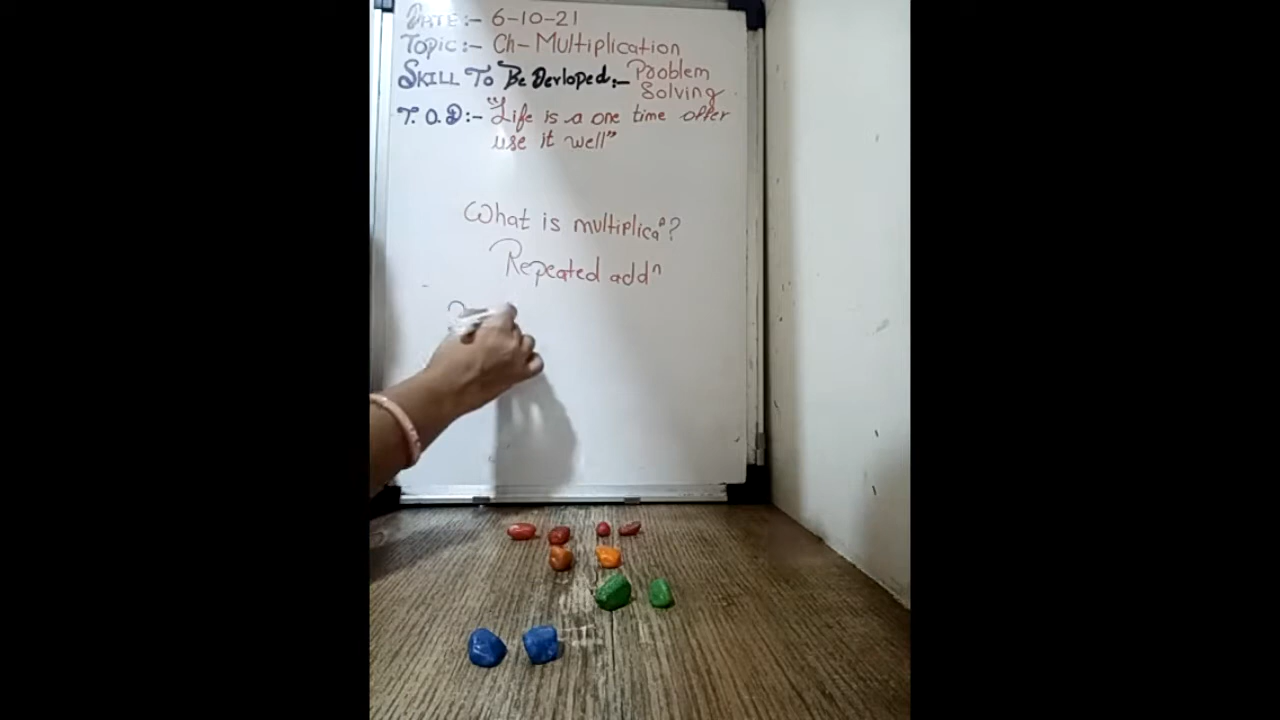 DATE:- 6-10-21
Topic:- Ch- Multiplication
SKILL To Be Devloped:- Problem
Solving
T.O.D:- "Life is a one time offer
use it well"
What is multiplicaⁿ?
Repeated addⁿ